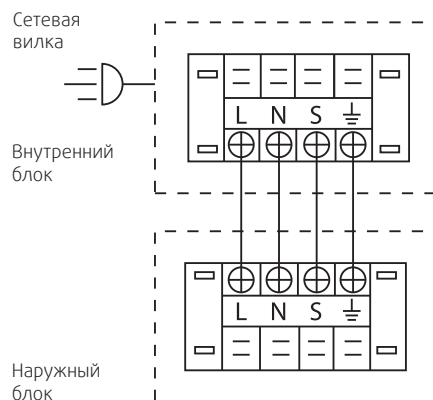 Сетевая
вилка
L N S
Внутренний
блок
L N S
Наружный
блок